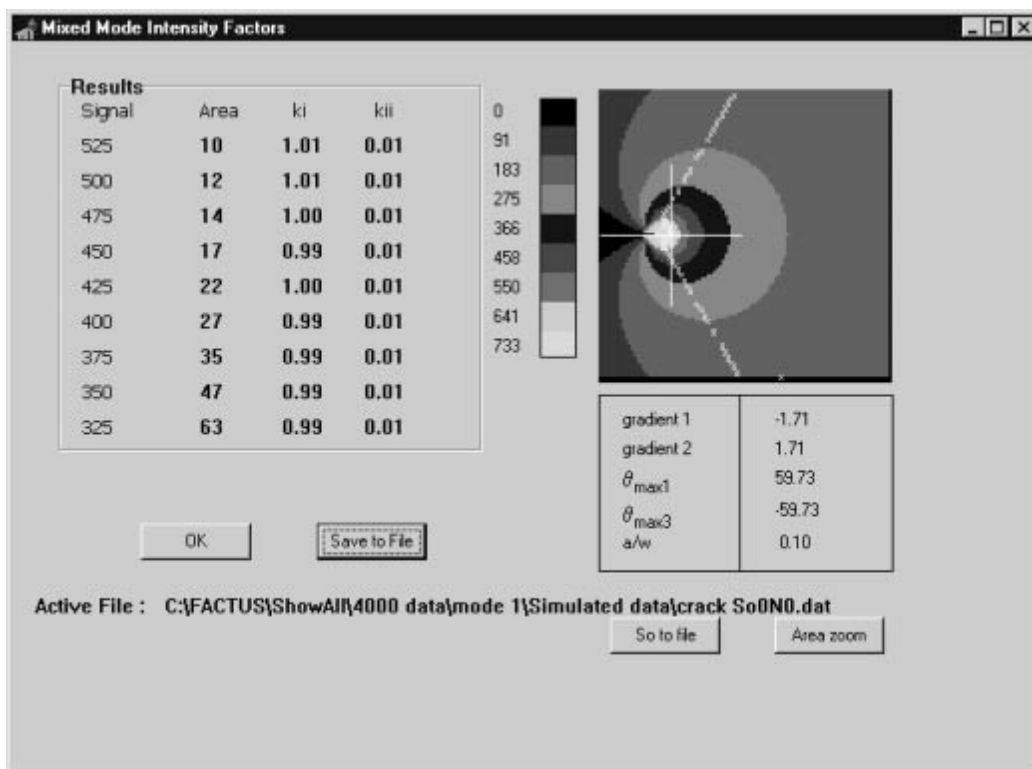 Mixed Mode Intensity Factors
Results
Signal Area ki kii
525 10 1.01 0.01
500 12 1.01 0.01
475 14 1.00 0.01
450 17 0.99 0.01
425 22 1.00 0.01
400 27 0.99 0.01
375 35 0.99 0.01
350 47 0.99 0.01
325 63 0.99 0.01
0
91
183
275
366
458
550
641
733
gradient 1 -1.71
gradient 2 1.71
θmax1 59.73
θmax3 -59.73
a/w 0.10
OK
Save to File
Active File : C:\FACTUS\ShowAll\4000 data\mode 1\Simulated data\crack So0N0.dat
So to file
Area zoom